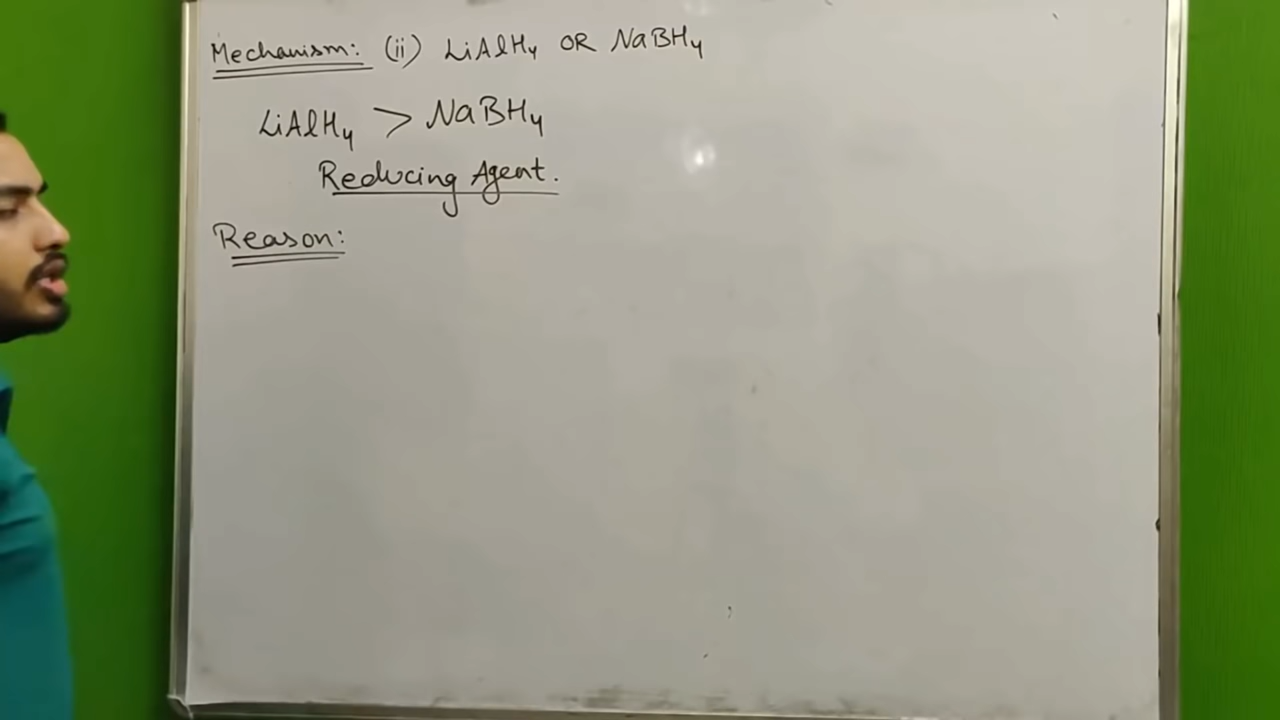 Mechanism: (ii) LiAlH4 OR NaBH4
LiAlH4 > NaBH4
Reducing Agent.
Reason: